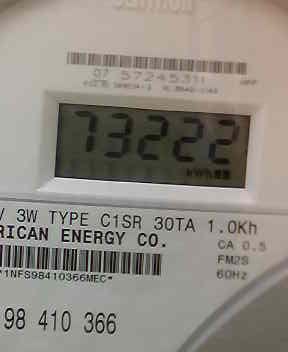 07 57245311
73222
kWh
V 3W TYPE C1SR 30TA 1.0Kh
RICAN ENERGY CO.
CA 0.5
FM2S
60Hz
*1NFS98410366MEC*
98 410 366